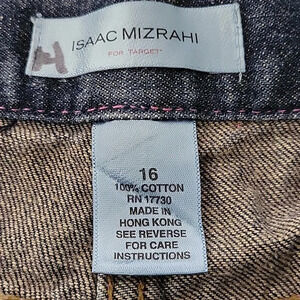 ISAAC MIZRAHI
FOR TARGET
16
100% COTTON
RN 17730
MADE IN
HONG KONG
SEE REVERSE
FOR CARE
INSTRUCTIONS